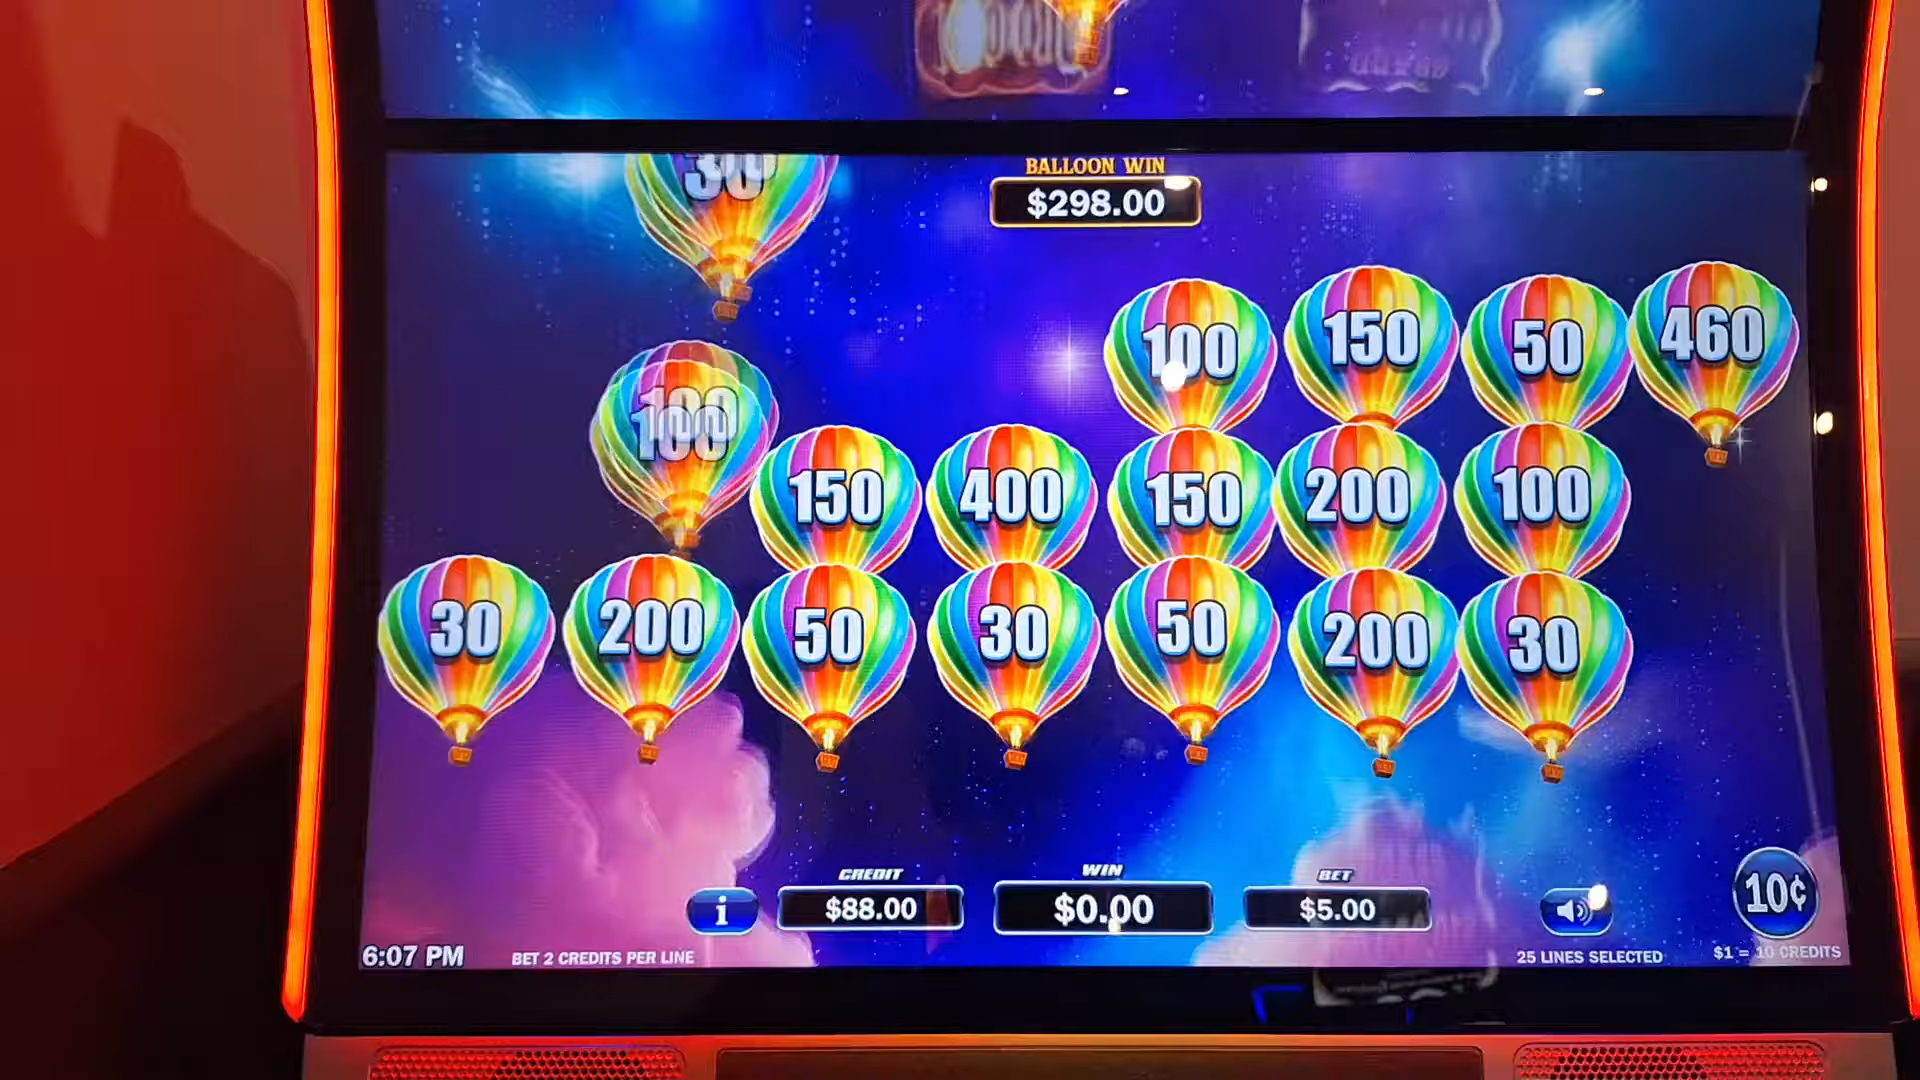 BALLOON WIN
$298.00
30
100
150
50
460
100
150
400
150
200
100
30
200
50
30
50
200
30
CREDIT
WIN
BET
i
$88.00
$0.00
$5.00
10¢
6:07 PM
BET 2 CREDITS PER LINE
25 LINES SELECTED
$1 = 10 CREDITS